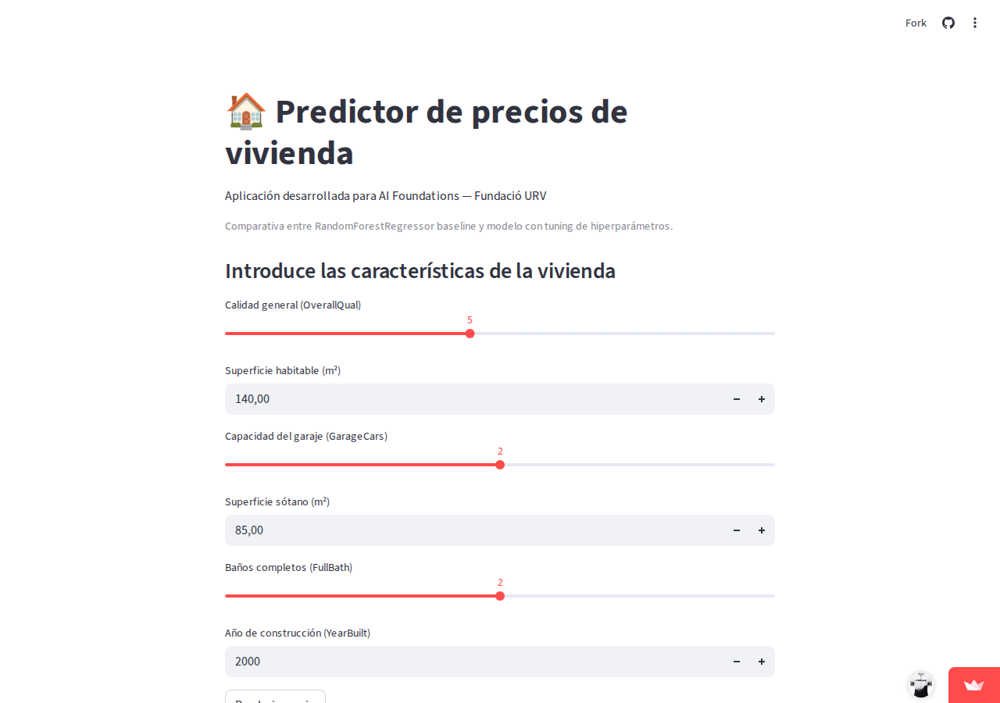 Fork
Predictor de precios de
vivienda
Aplicación desarrollada para AI Foundations — Fundació URV
Comparativa entre RandomForestRegressor baseline y modelo con tuning de hiperparámetros.
Introduce las características de la vivienda
Calidad general (OverallQual)
5
Superficie habitable (m²)
140,00
Capacidad del garaje (GarageCars)
2
Superficie sótano (m²)
85,00
Baños completos (FullBath)
2
Año de construcción (YearBuilt)
2000